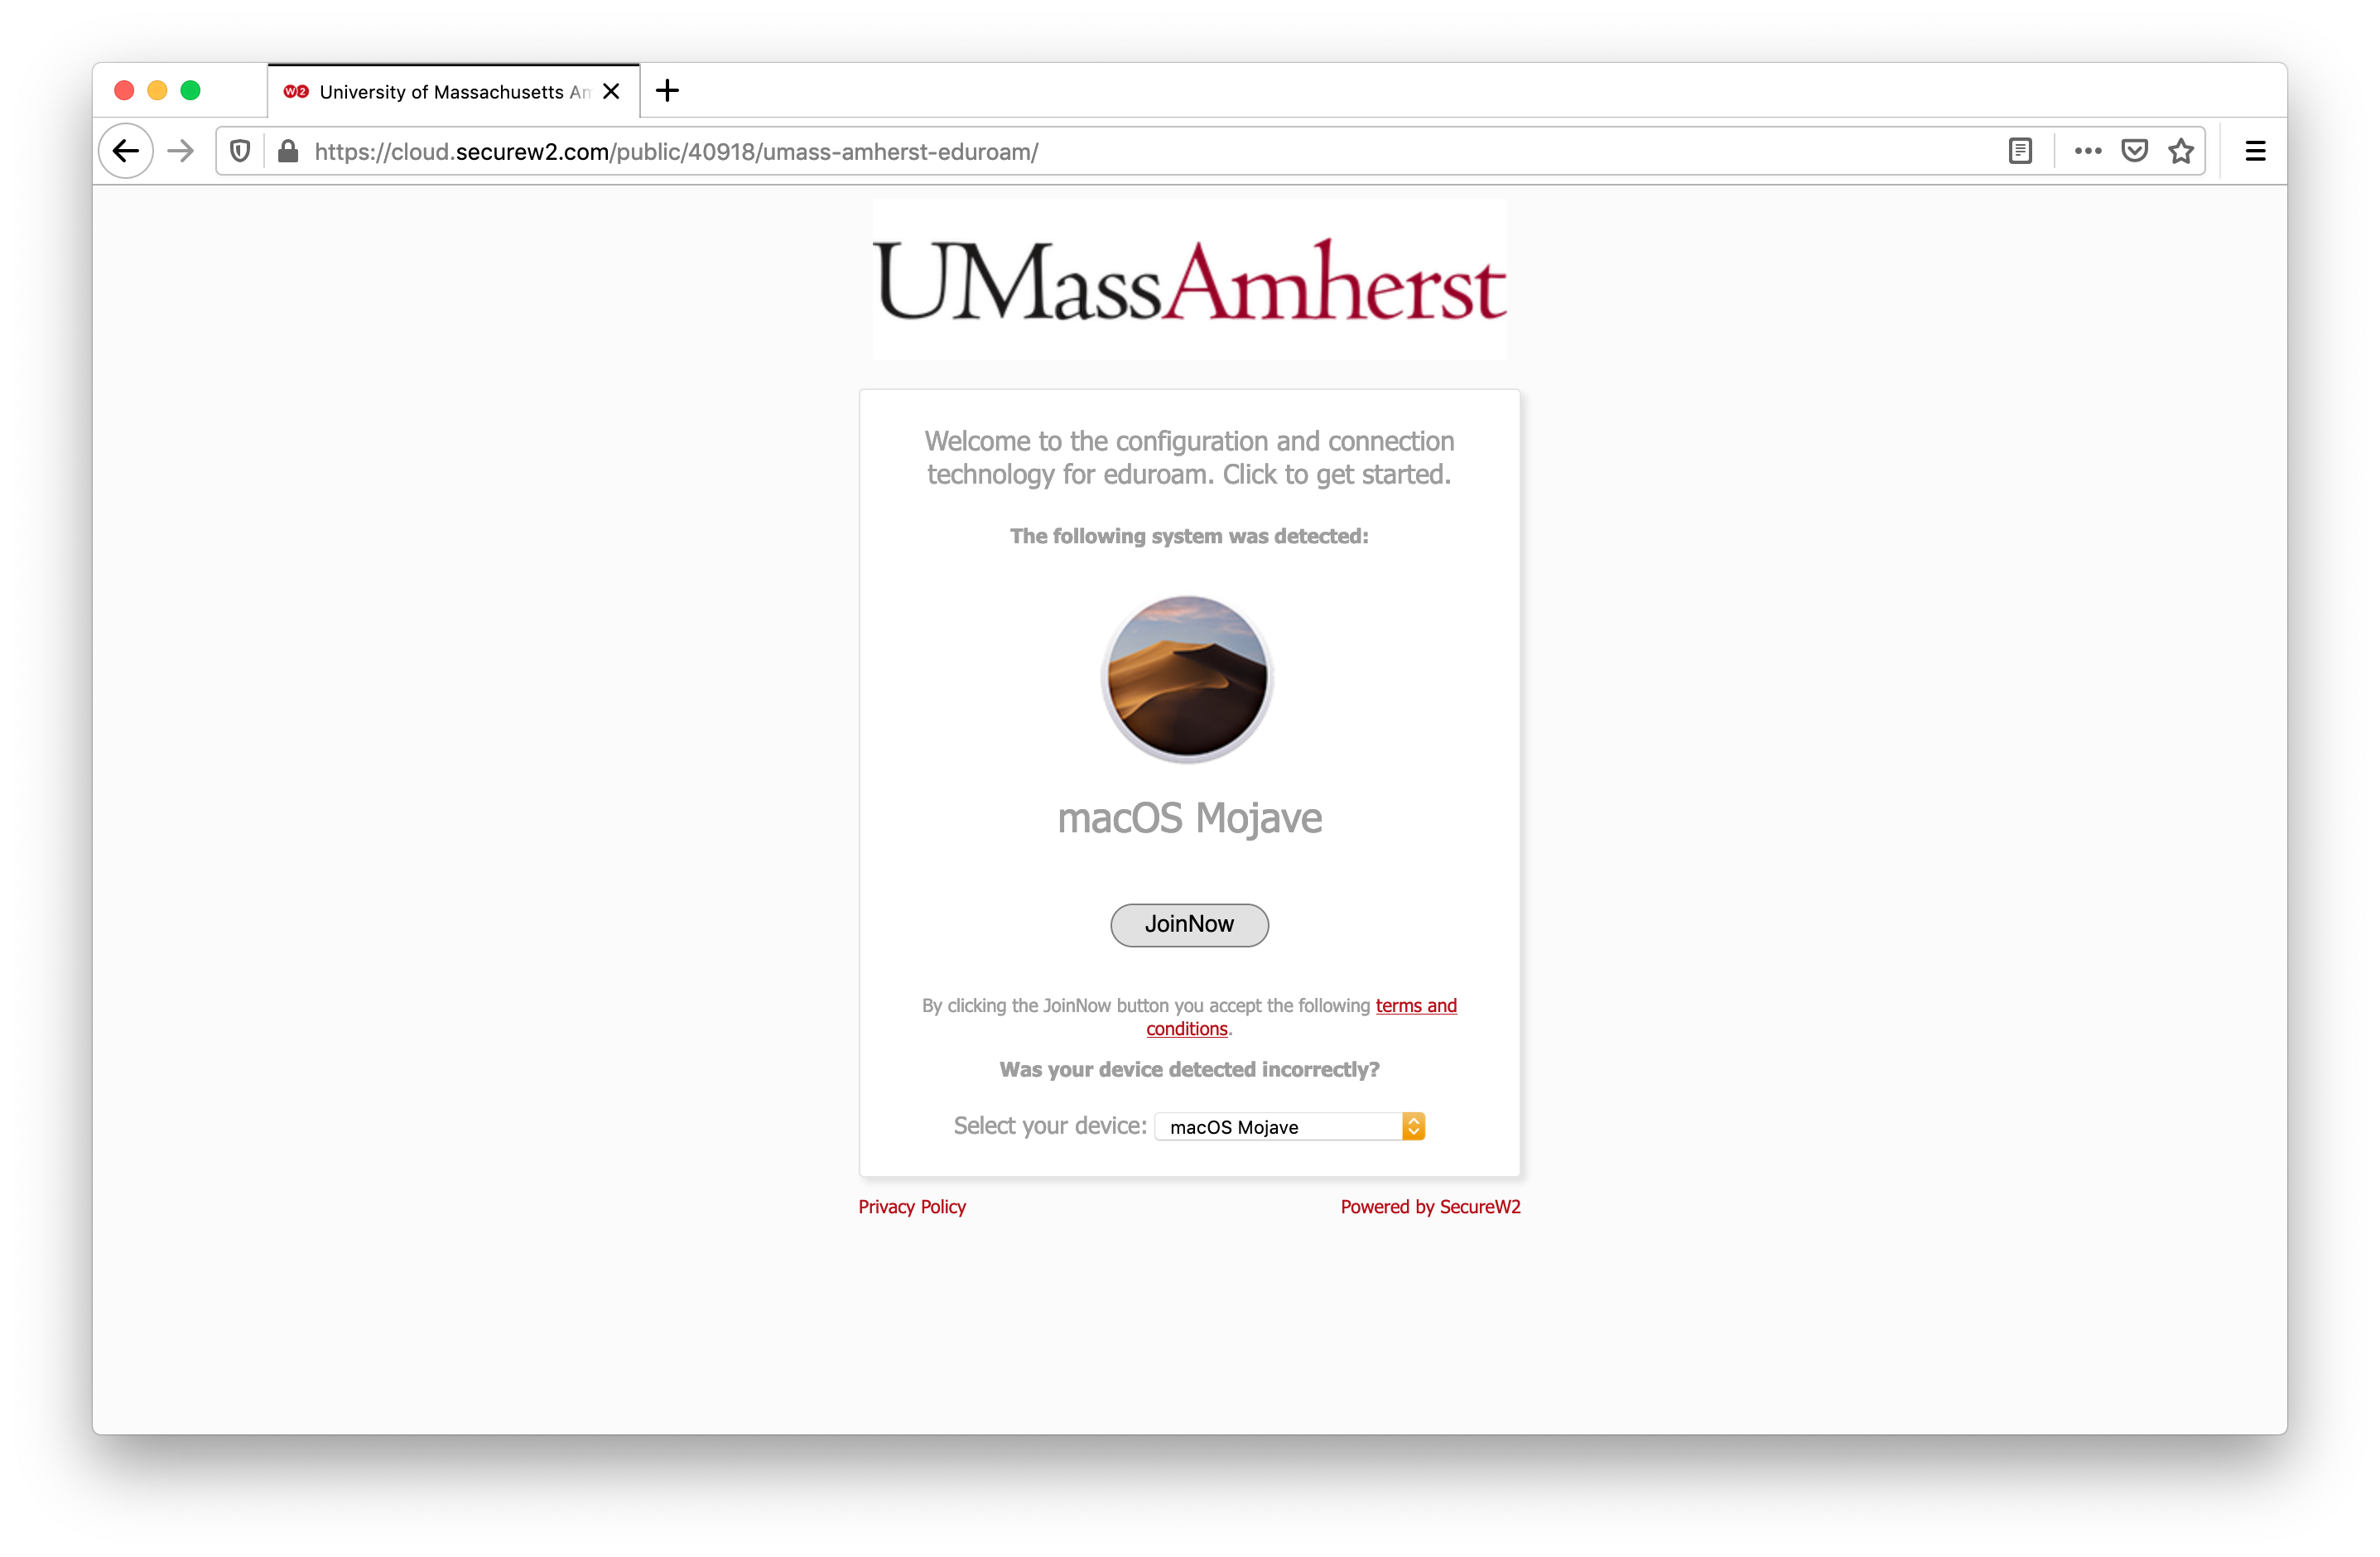 University of Massachusetts Am
https://cloud.securew2.com/public/40918/umass-amherst-eduroam/
UMassAmherst
Welcome to the configuration and connection
technology for eduroam. Click to get started.
The following system was detected:
macOS Mojave
JoinNow
By clicking the JoinNow button you accept the following terms and
conditions.
Was your device detected incorrectly?
Select your device: macOS Mojave
Privacy Policy
Powered by SecureW2